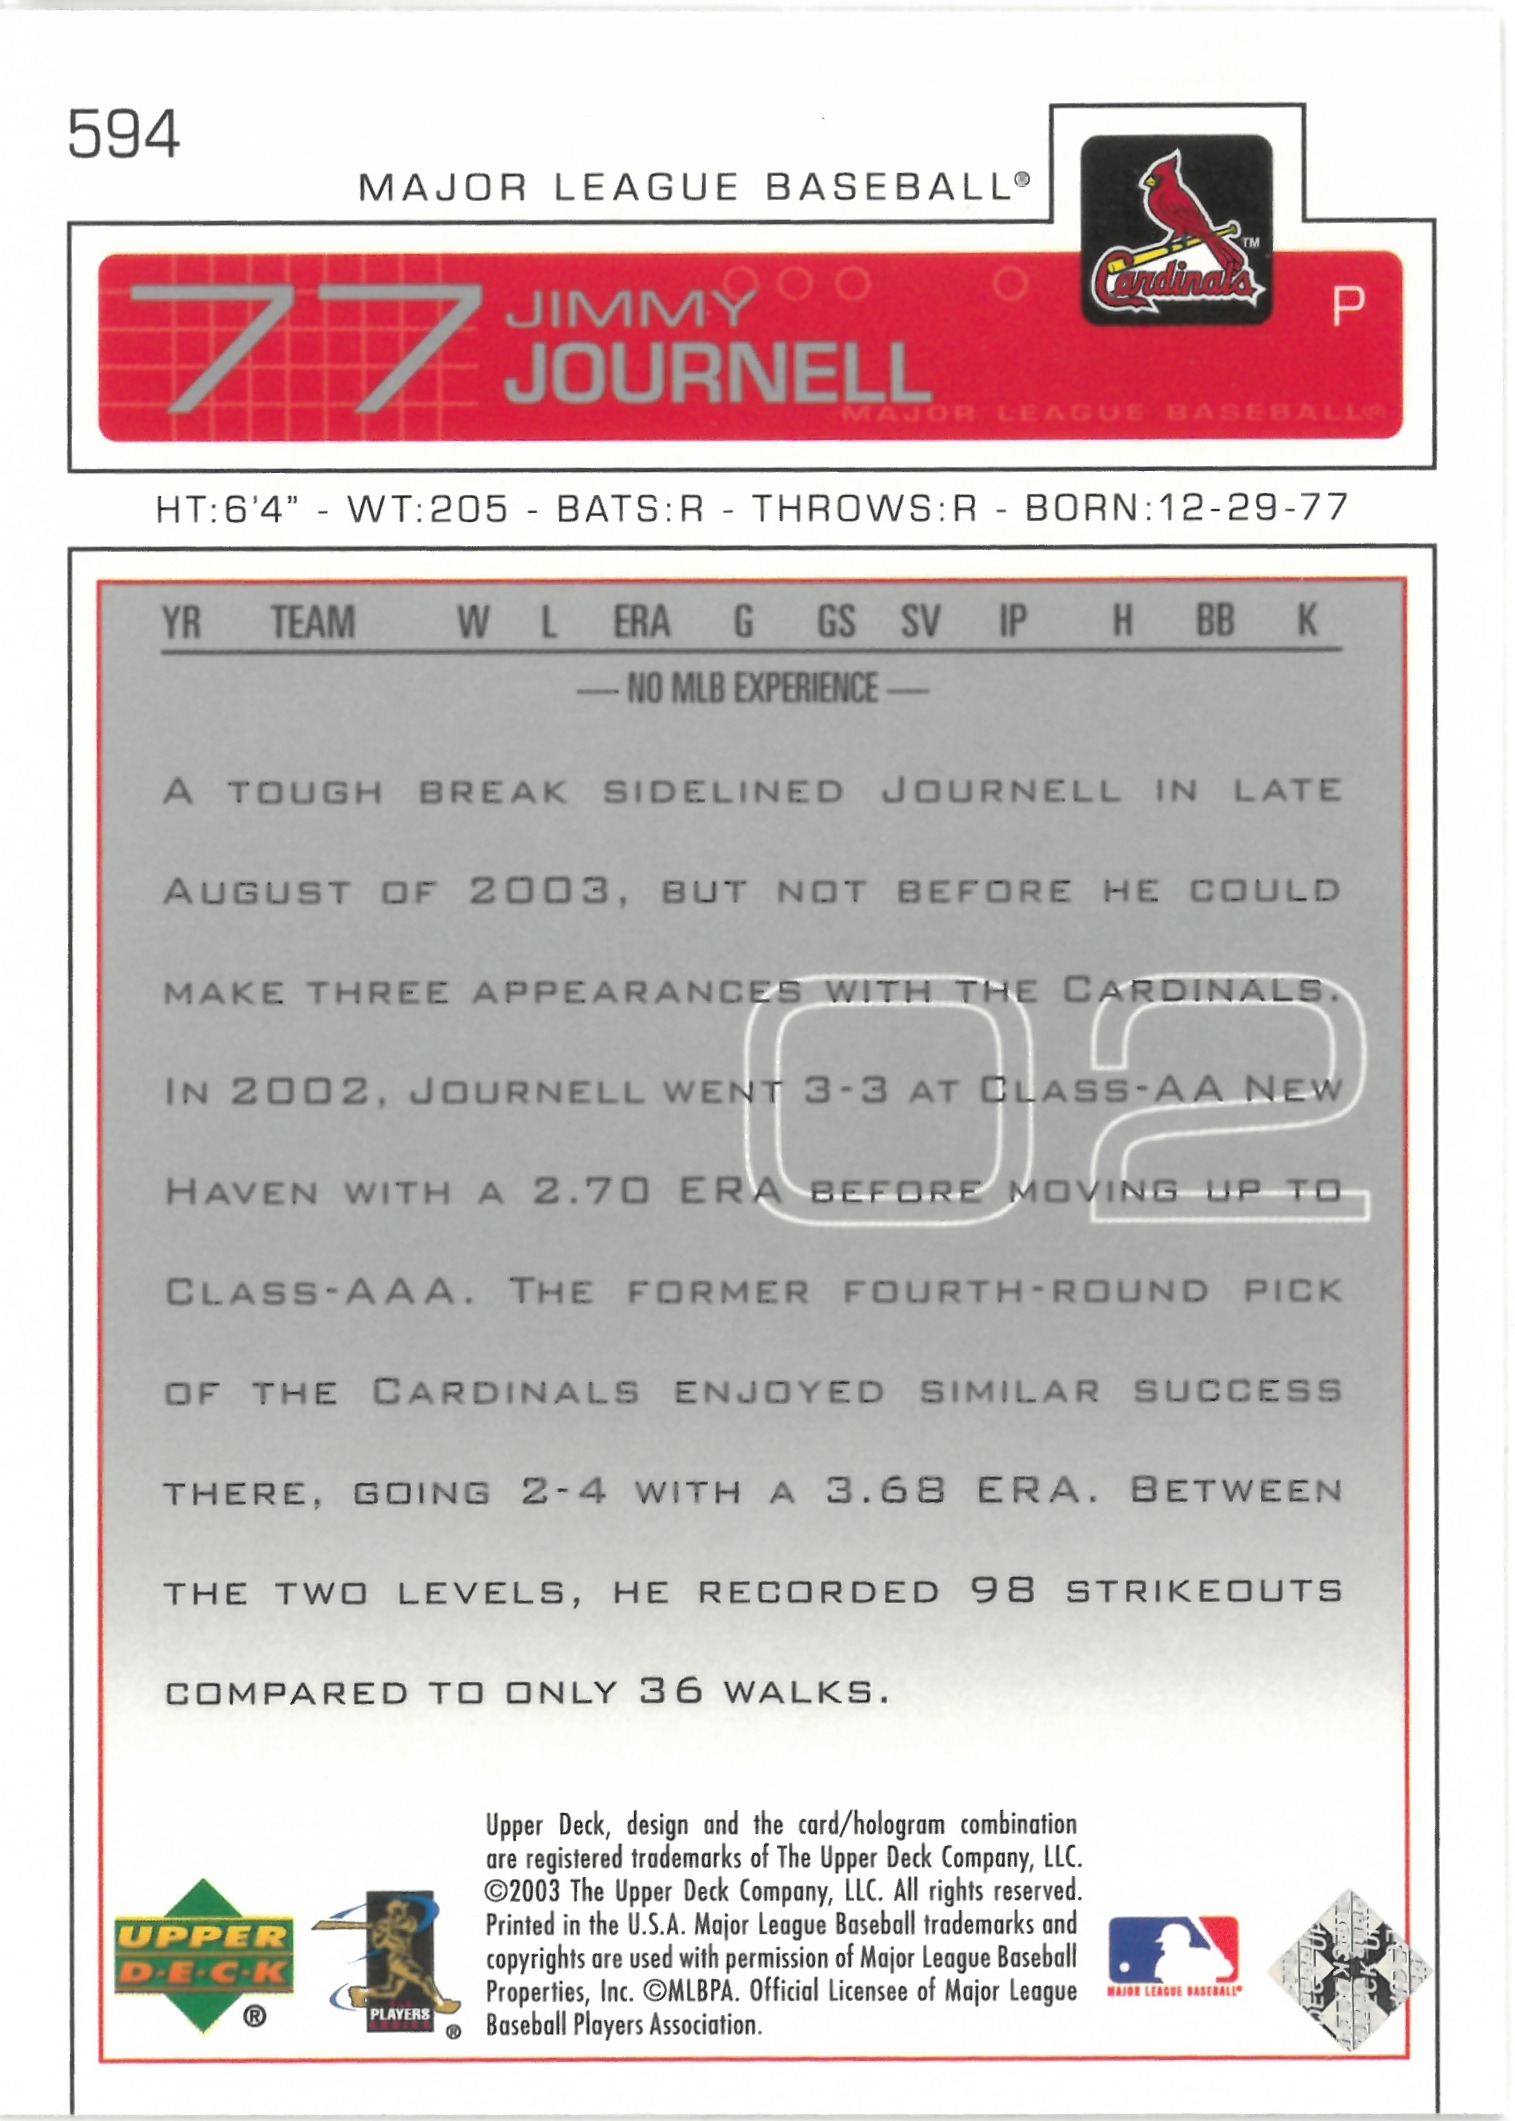 594
MAJOR LEAGUE BASEBALL®
Cardinals™
P
77
JIMMY
JOURNELL
MAJOR LEAGUE BASEBALL®
HT:6'4" - WT:205 - BATS:R - THROWS:R - BORN:12-29-77
YR TEAM W L ERA G GS SV IP H BB K
— NO MLB EXPERIENCE —
A TOUGH BREAK SIDELINED JOURNELL IN LATE
AUGUST OF 2003, BUT NOT BEFORE HE COULD
MAKE THREE APPEARANCES WITH THE CARDINALS.
IN 2002, JOURNELL WENT 3-3 AT CLASS-AA NEW
HAVEN WITH A 2.70 ERA BEFORE MOVING UP TO
CLASS-AAA. THE FORMER FOURTH-ROUND PICK
OF THE CARDINALS ENJOYED SIMILAR SUCCESS
THERE, GOING 2-4 WITH A 3.68 ERA. BETWEEN
THE TWO LEVELS, HE RECORDED 98 STRIKEOUTS
COMPARED TO ONLY 36 WALKS.
02
Upper Deck, design and the card/hologram combination
are registered trademarks of The Upper Deck Company, LLC.
©2003 The Upper Deck Company, LLC. All rights reserved.
Printed in the U.S.A. Major League Baseball trademarks and
copyrights are used with permission of Major League Baseball
Properties, Inc. ©MLBPA. Official Licensee of Major League
Baseball Players Association.
UPPER
D·E·C·K
®
PLAYERS
CHOICE
®
MAJOR LEAGUE BASEBALL®